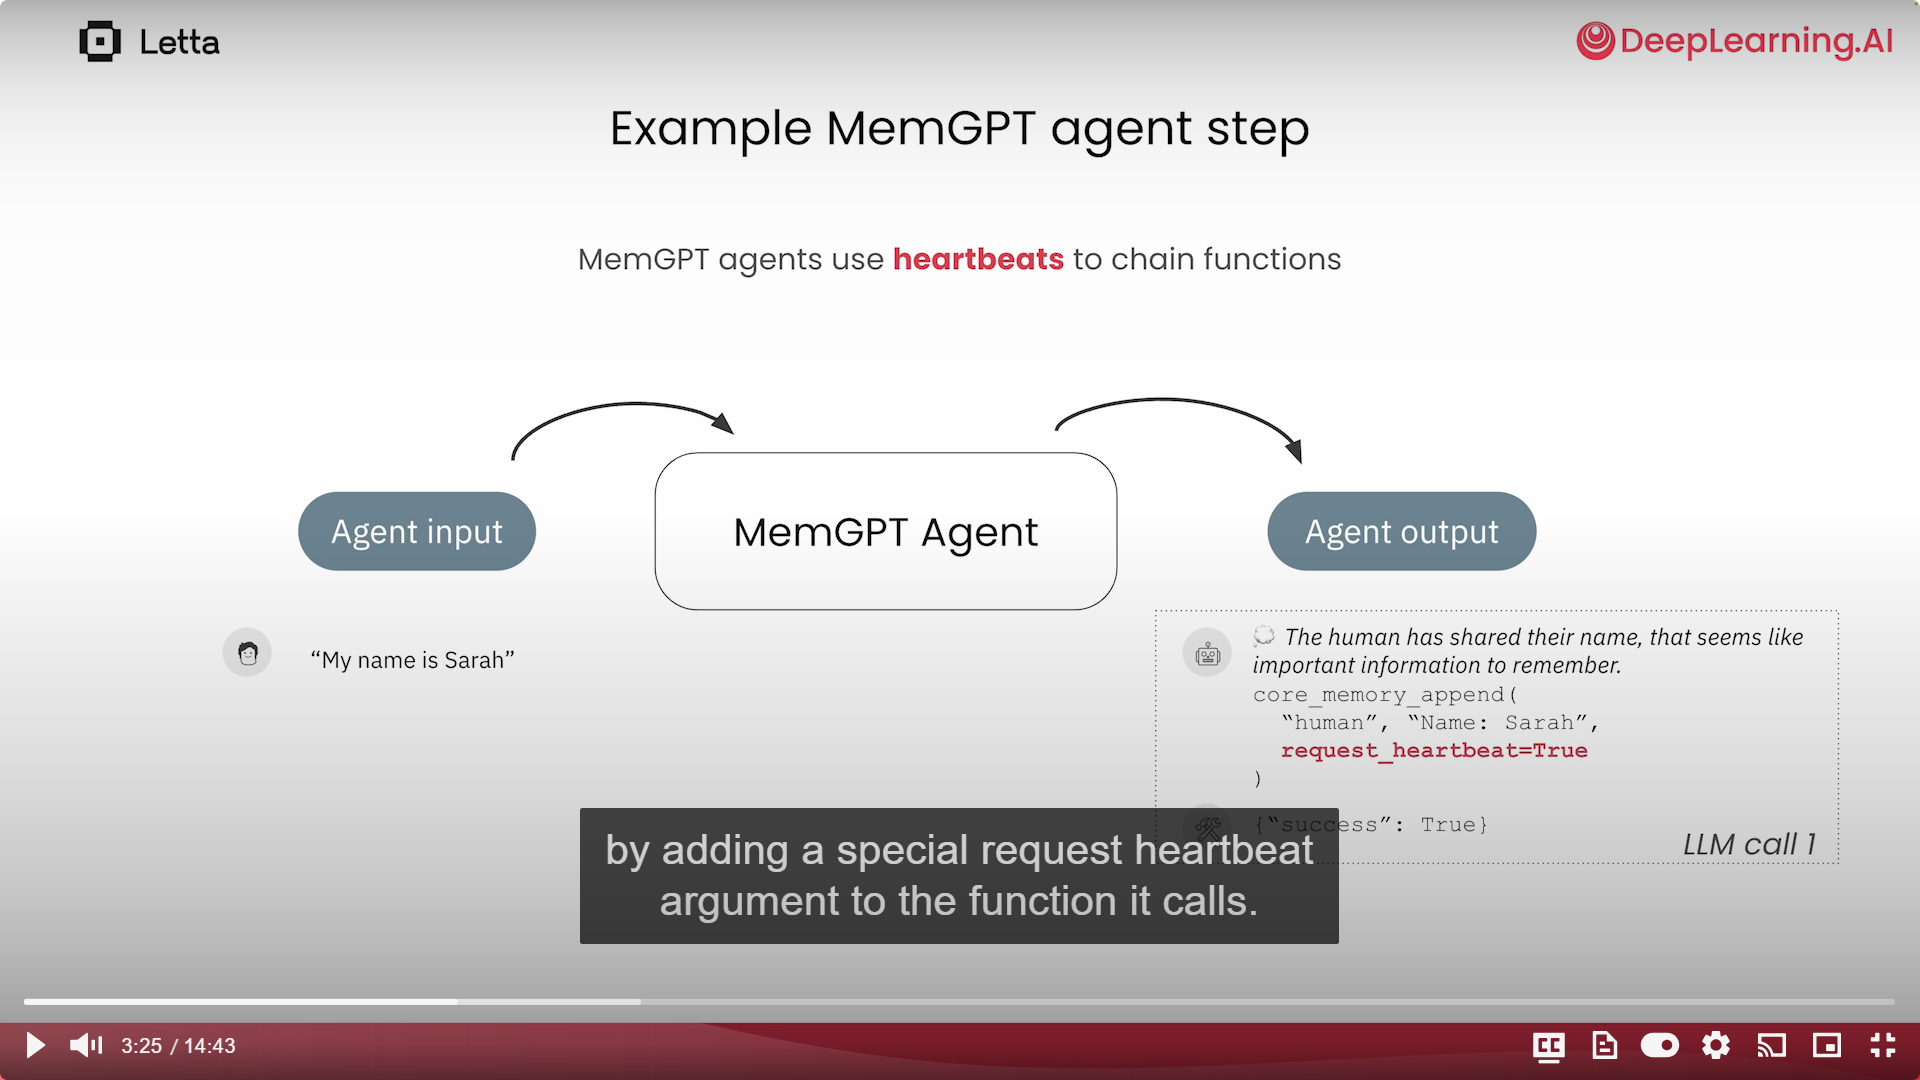 Letta
DeepLearning.AI
Example MemGPT agent step
MemGPT agents use heartbeats to chain functions
Agent input
MemGPT Agent
Agent output
“My name is Sarah”
The human has shared their name, that seems like
important information to remember.
core_memory_append(
“human”, “Name: Sarah”,
request_heartbeat=True
)
{“success”: True}
LLM call 1
by adding a special request heartbeat
argument to the function it calls.
3:25 / 14:43
CC